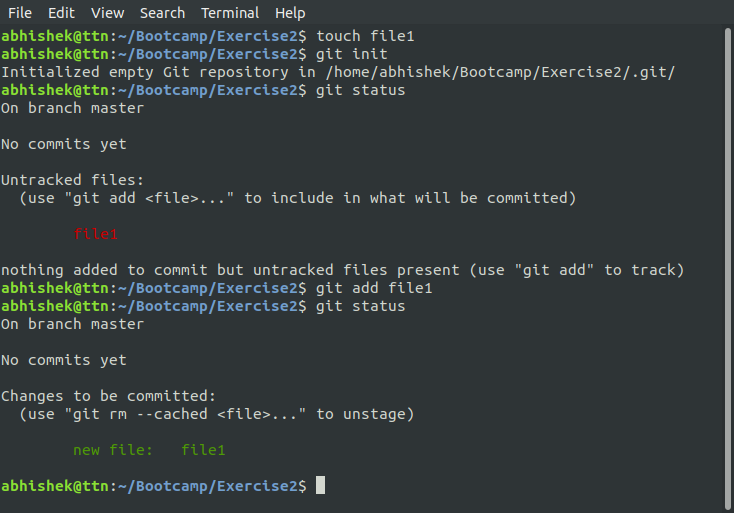 File Edit View Search Terminal Help
abhishek@ttn:~/Bootcamp/Exercise2$ touch file1
abhishek@ttn:~/Bootcamp/Exercise2$ git init
Initialized empty Git repository in /home/abhishek/Bootcamp/Exercise2/.git/
abhishek@ttn:~/Bootcamp/Exercise2$ git status
On branch master
No commits yet
Untracked files:
  (use "git add <file>..." to include in what will be committed)
        file1
nothing added to commit but untracked files present (use "git add" to track)
abhishek@ttn:~/Bootcamp/Exercise2$ git add file1
abhishek@ttn:~/Bootcamp/Exercise2$ git status
On branch master
No commits yet
Changes to be committed:
  (use "git rm --cached <file>..." to unstage)
        new file:   file1
abhishek@ttn:~/Bootcamp/Exercise2$